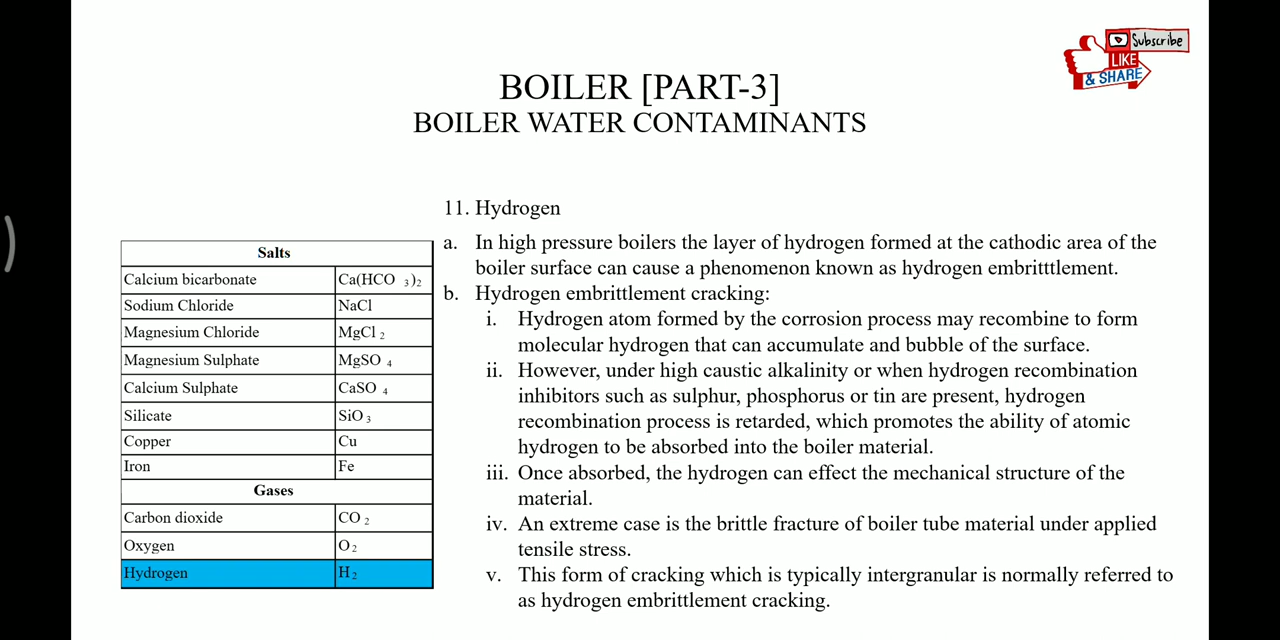 Subscribe
LIKE
& SHARE
BOILER [PART-3]
BOILER WATER CONTAMINANTS
Salts
Calcium bicarbonate Ca(HCO 3)2
Sodium Chloride NaCl
Magnesium Chloride MgCl 2
Magnesium Sulphate MgSO 4
Calcium Sulphate CaSO 4
Silicate SiO 3
Copper Cu
Iron Fe
Gases
Carbon dioxide CO 2
Oxygen O 2
Hydrogen H 2
11. Hydrogen
a. In high pressure boilers the layer of hydrogen formed at the cathodic area of the
boiler surface can cause a phenomenon known as hydrogen embritttlement.
b. Hydrogen embrittlement cracking:
i. Hydrogen atom formed by the corrosion process may recombine to form
molecular hydrogen that can accumulate and bubble of the surface.
ii. However, under high caustic alkalinity or when hydrogen recombination
inhibitors such as sulphur, phosphorus or tin are present, hydrogen
recombination process is retarded, which promotes the ability of atomic
hydrogen to be absorbed into the boiler material.
iii. Once absorbed, the hydrogen can effect the mechanical structure of the
material.
iv. An extreme case is the brittle fracture of boiler tube material under applied
tensile stress.
v. This form of cracking which is typically intergranular is normally referred to
as hydrogen embrittlement cracking.